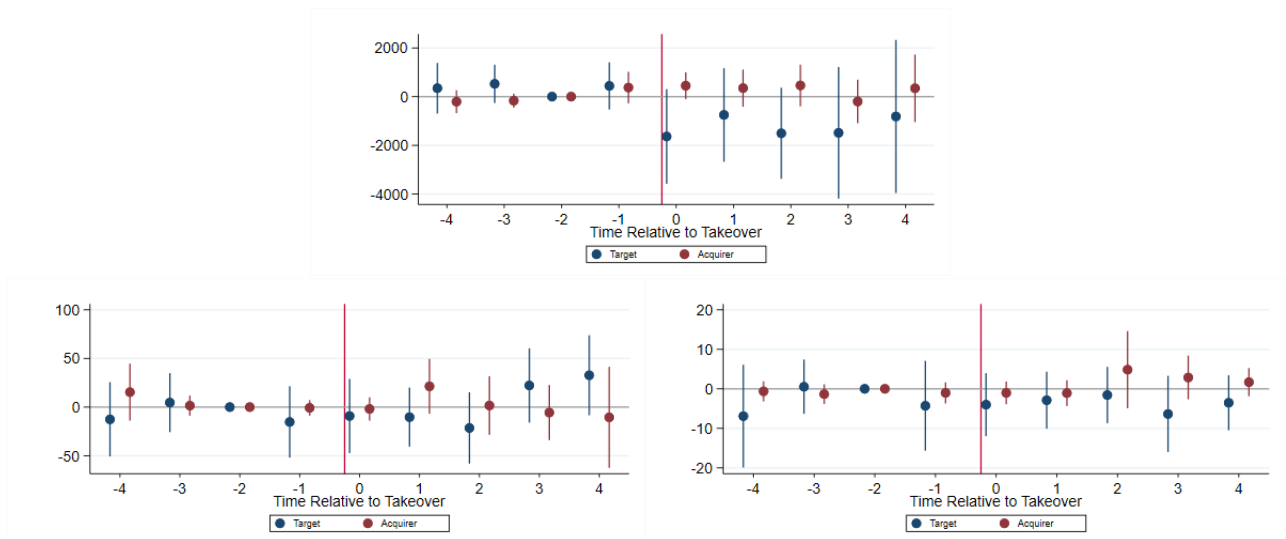 2000
0
-2000
-4000
-4 -3 -2 -1 0 1 2 3 4
Time Relative to Takeover
Target Acquirer
100
50
0
-50
-4 -3 -2 -1 0 1 2 3 4
Time Relative to Takeover
Target Acquirer
20
10
0
-10
-20
-4 -3 -2 -1 0 1 2 3 4
Time Relative to Takeover
Target Acquirer